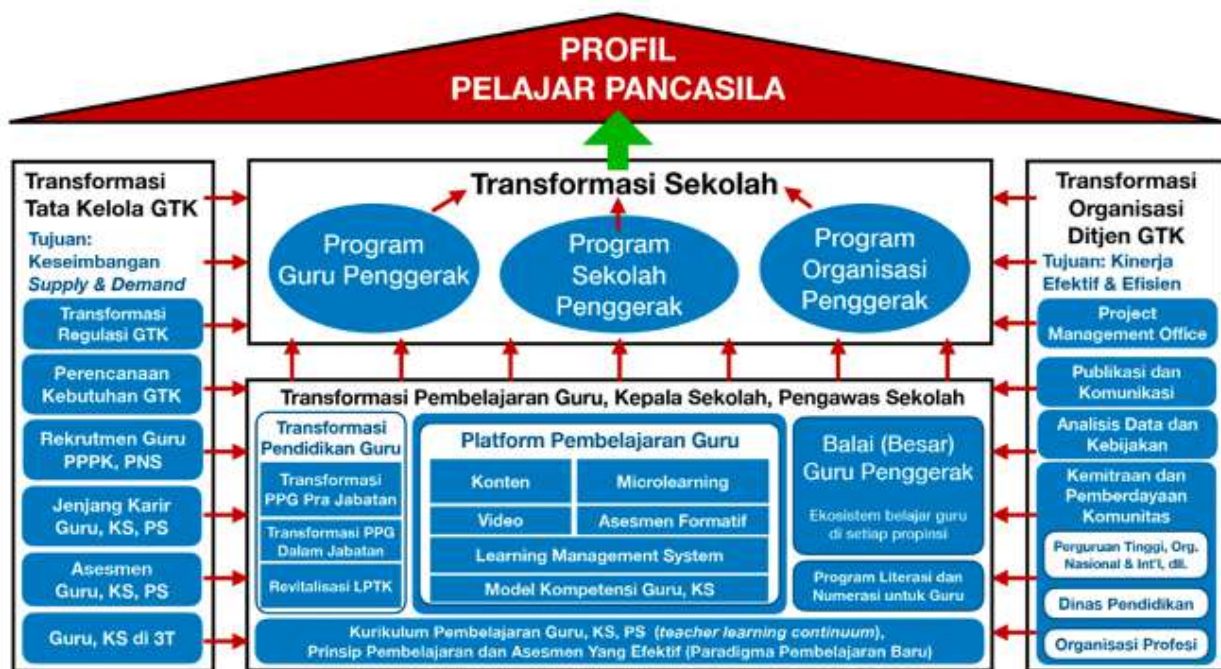 PROFIL
PELAJAR PANCASILA
Transformasi
Tata Kelola GTK
Tujuan:
Keseimbangan
Supply & Demand
Transformasi
Regulasi GTK
Perencanaan
Kebutuhan GTK
Rekrutmen Guru
PPPK, PNS
Jenjang Karir
Guru, KS, PS
Asesmen
Guru, KS, PS
Guru, KS di 3T
Transformasi Sekolah
Program
Guru Penggerak
Program
Sekolah
Penggerak
Program
Organisasi
Penggerak
Transformasi Pembelajaran Guru, Kepala Sekolah, Pengawas Sekolah
Transformasi
Pendidikan Guru
Transformasi
PPG Pra Jabatan
Transformasi PPG
Dalam Jabatan
Revitalisasi LPTK
Platform Pembelajaran Guru
Konten
Microlearning
Video
Asesmen Formatif
Learning Management System
Model Kompetensi Guru, KS
Balai (Besar)
Guru Penggerak
Ekosistem belajar guru
di setiap propinsi
Program Literasi dan
Numerasi untuk Guru
Kurikulum Pembelajaran Guru, KS, PS (teacher learning continuum),
Prinsip Pembelajaran dan Asesmen Yang Efektif (Paradigma Pembelajaran Baru)
Transformasi
Organisasi
Ditjen GTK
Tujuan: Kinerja
Efektif & Efisien
Project
Management Office
Publikasi dan
Komunikasi
Analisis Data dan
Kebijakan
Kemitraan dan
Pemberdayaan
Komunitas
Perguruan Tinggi, Org.
Nasional & Int'l, dll.
Dinas Pendidikan
Organisasi Profesi